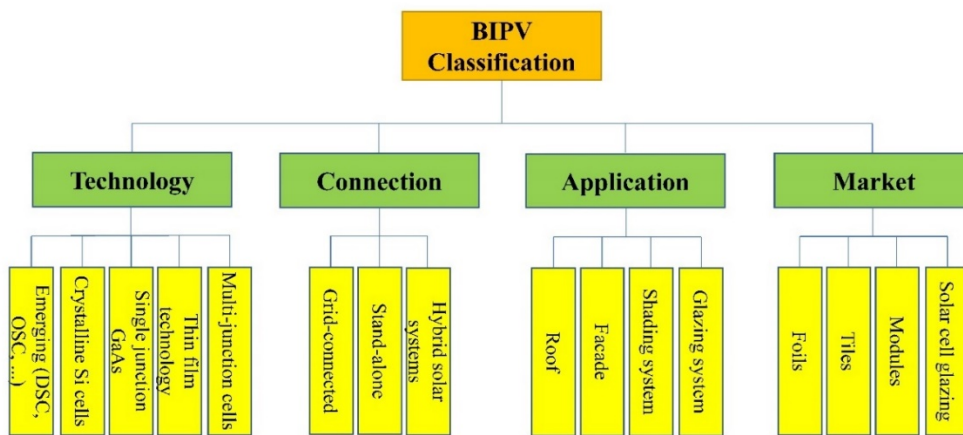 BIPV
Classification
Technology
Connection
Application
Market
Emerging (DSC,
OSC, ...)
Crystalline Si cells
Single junction
GaAs
Thin film
technology
Multi-junction cells
Grid-connected
Stand-alone
Hybrid solar
systems
Roof
Facade
Shading system
Glazing system
Foils
Tiles
Modules
Solar cell glazing